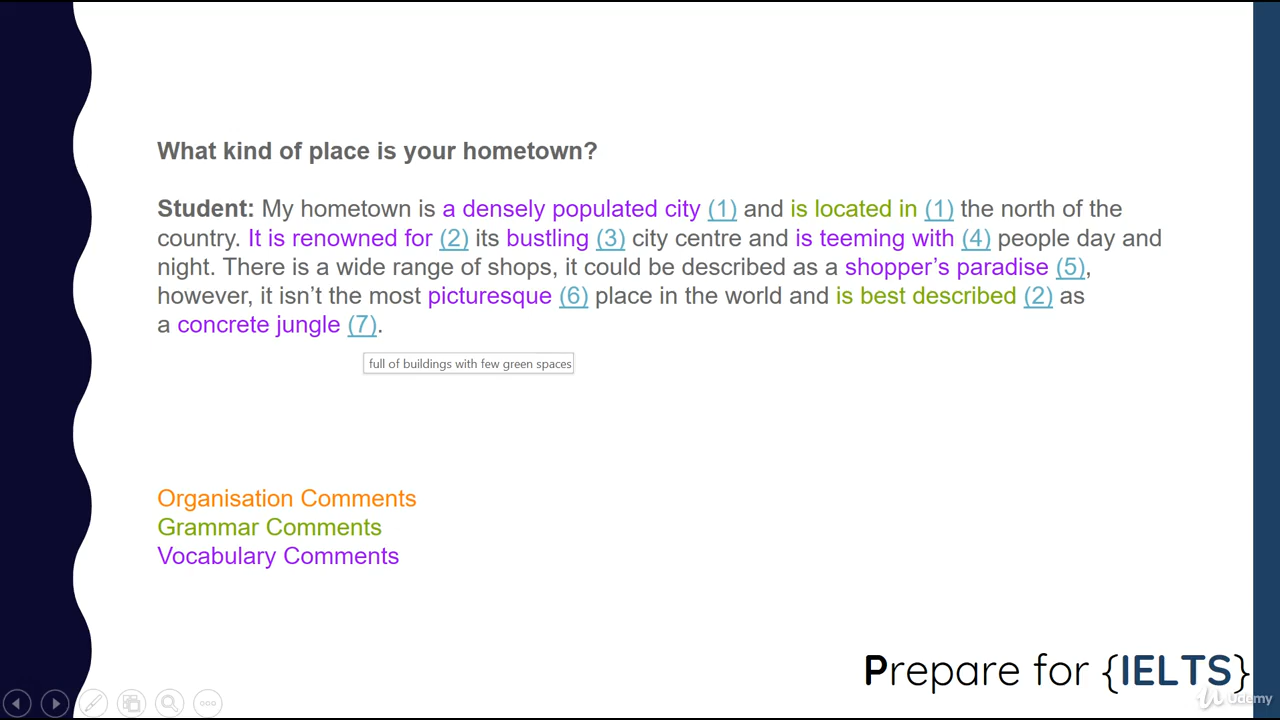 What kind of place is your hometown?
Student: My hometown is a densely populated city (1) and is located in (1) the north of the
country. It is renowned for (2) its bustling (3) city centre and is teeming with (4) people day and
night. There is a wide range of shops, it could be described as a shopper’s paradise (5),
however, it isn’t the most picturesque (6) place in the world and is best described (2) as
a concrete jungle (7).
full of buildings with few green spaces
Organisation Comments
Grammar Comments
Vocabulary Comments
Prepare for {IELTS}
Udemy